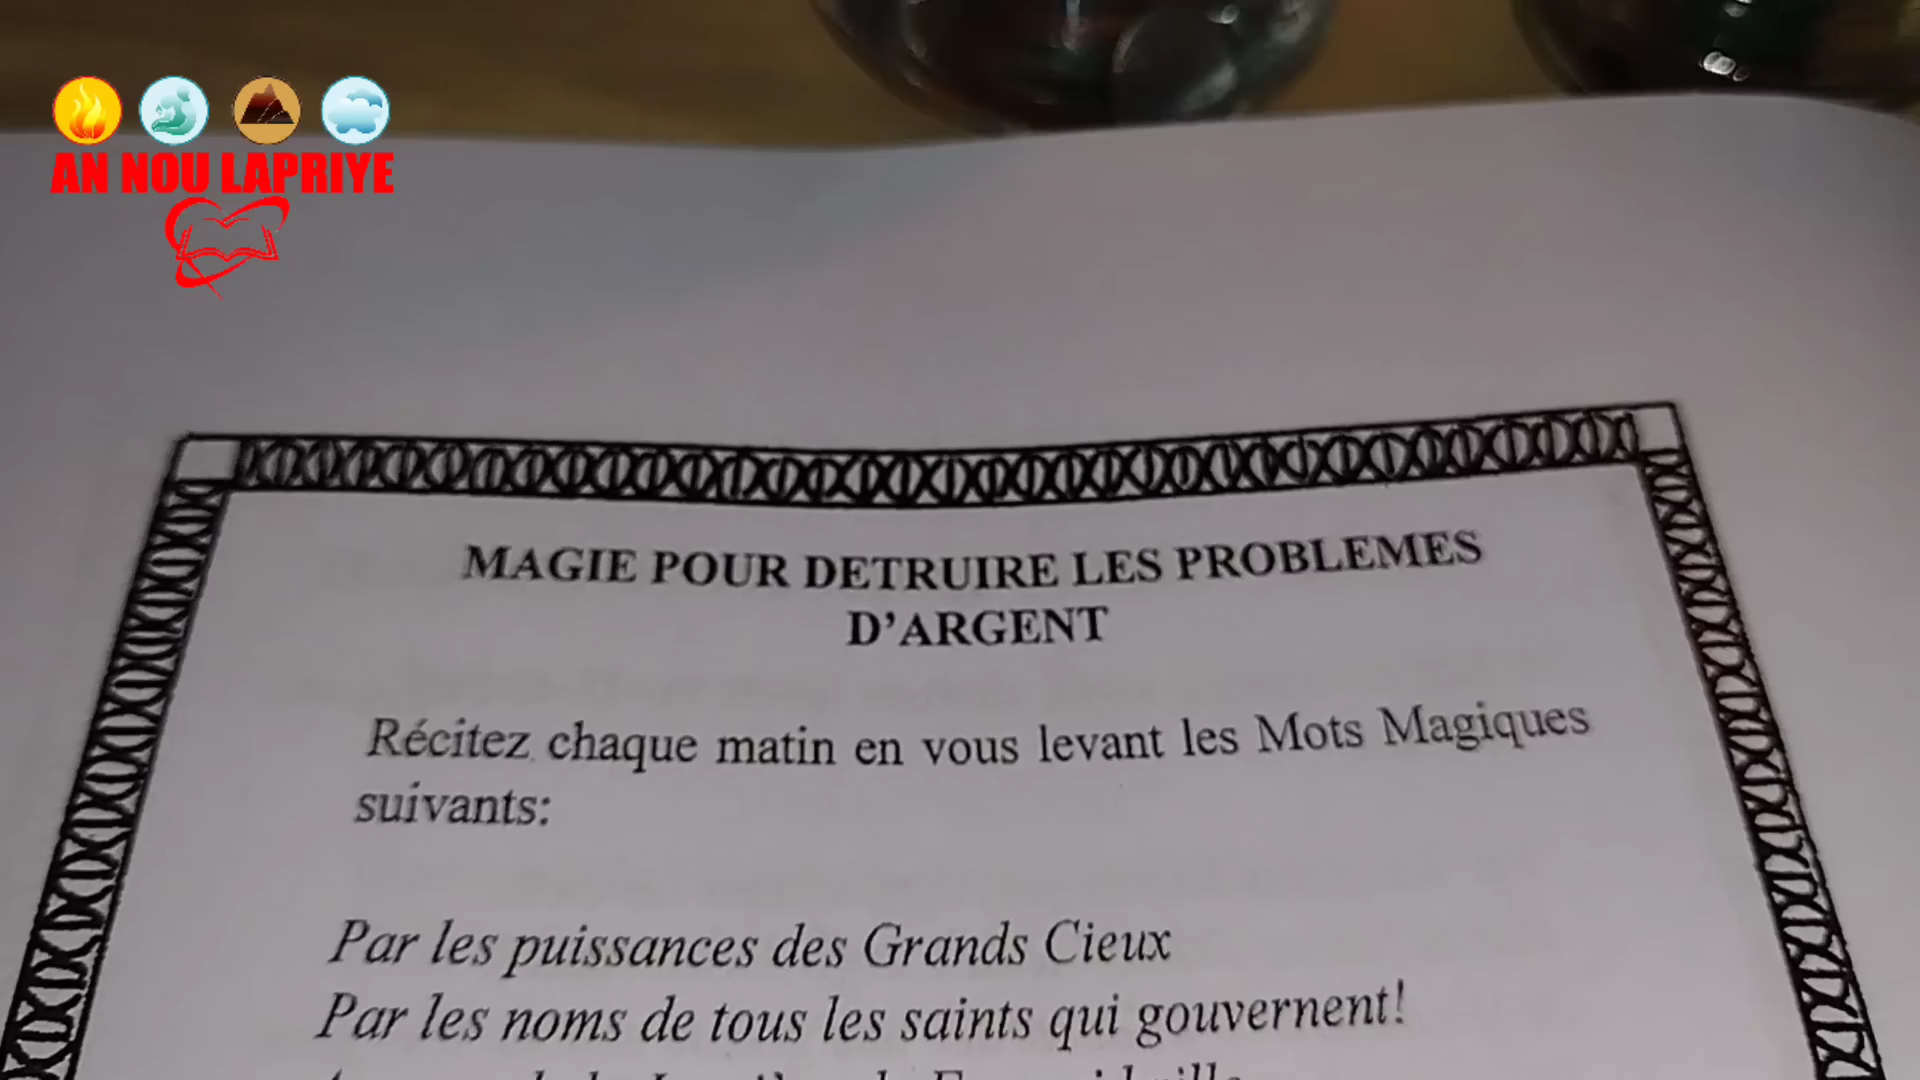 AN NOU LAPRIYE
MAGIE POUR DETRUIRE LES PROBLEMES
D'ARGENT
Récitez chaque matin en vous levant les Mots Magiques
suivants:
Par les puissances des Grands Cieux
Par les noms de tous les saints qui gouvernent!